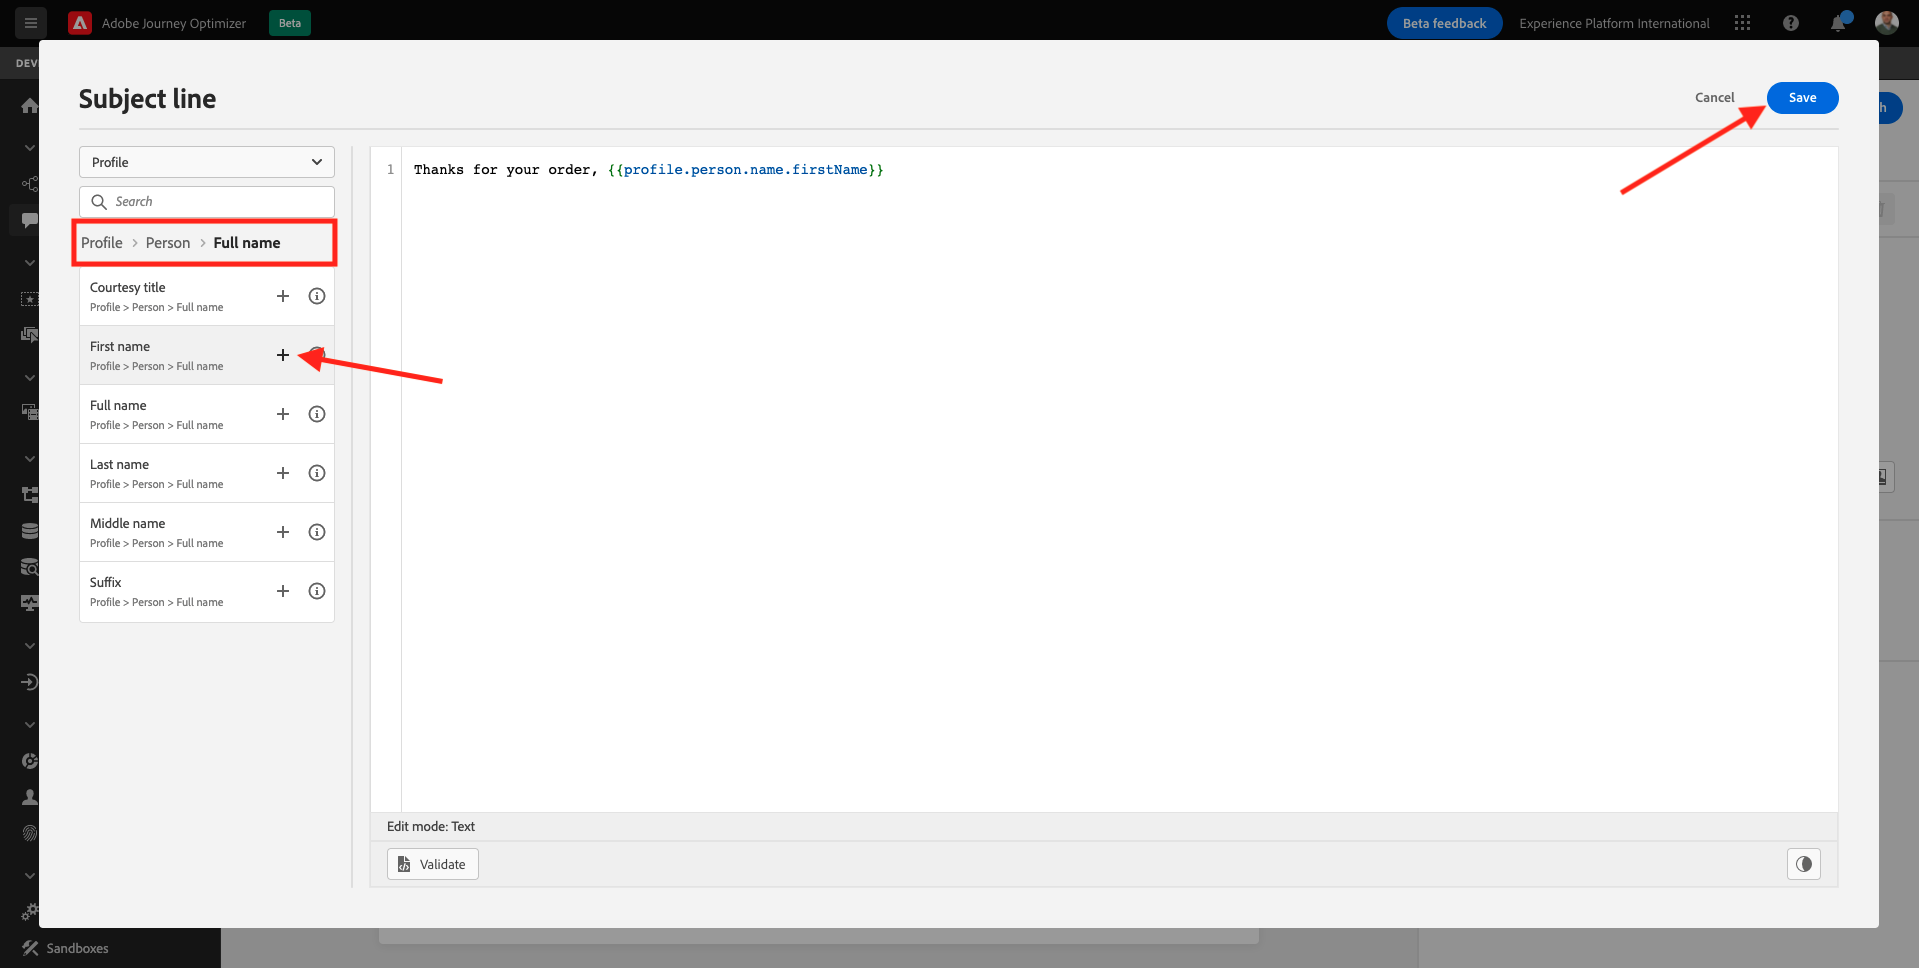 Adobe Journey Optimizer
Beta
Beta feedback
Experience Platform International
DEV
Subject line
Cancel
Save
h
Profile
Search
Profile > Person > Full name
Courtesy title
Profile > Person > Full name
First name
Profile > Person > Full name
Full name
Profile > Person > Full name
Last name
Profile > Person > Full name
Middle name
Profile > Person > Full name
Suffix
Profile > Person > Full name
1 Thanks for your order, {{profile.person.name.firstName}}
Edit mode: Text
Validate
Sandboxes